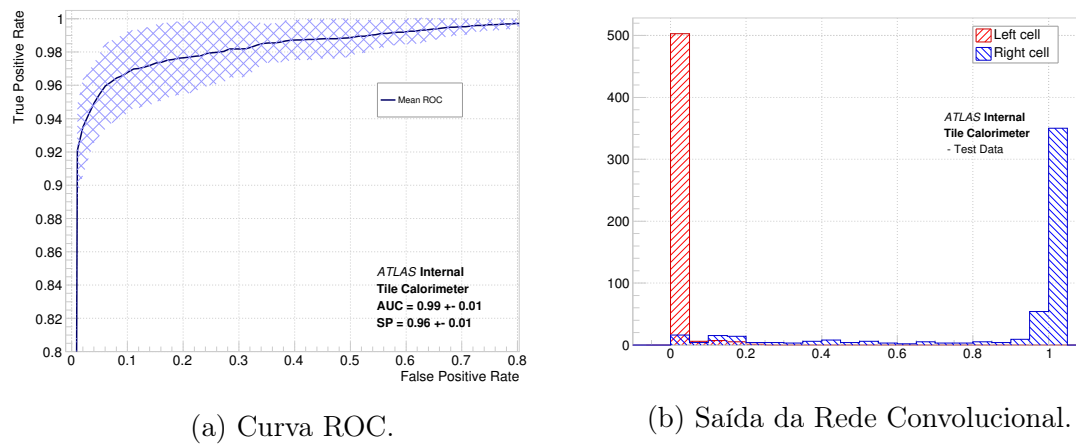 True Positive Rate
1
0.98
0.96
0.94
0.92
0.9
0.88
0.86
0.84
0.82
0.8
Mean ROC
ATLAS Internal
Tile Calorimeter
AUC = 0.99 +- 0.01
SP = 0.96 +- 0.01
0 0.1 0.2 0.3 0.4 0.5 0.6 0.7 0.8
False Positive Rate
(a) Curva ROC.
500
400
300
200
100
0
Left cell
Right cell
ATLAS Internal
Tile Calorimeter
- Test Data
0 0.2 0.4 0.6 0.8 1
(b) Saída da Rede Convolucional.